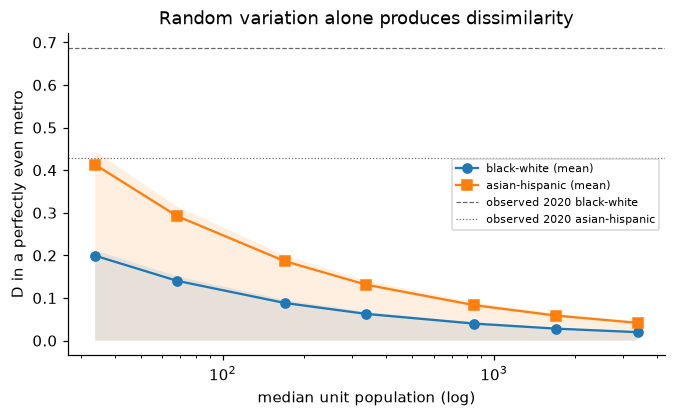 Random variation alone produces dissimilarity
D in a perfectly even metro
0.7
0.6
0.5
0.4
0.3
0.2
0.1
0.0
black-white (mean)
asian-hispanic (mean)
observed 2020 black-white
observed 2020 asian-hispanic
10²
10³
median unit population (log)